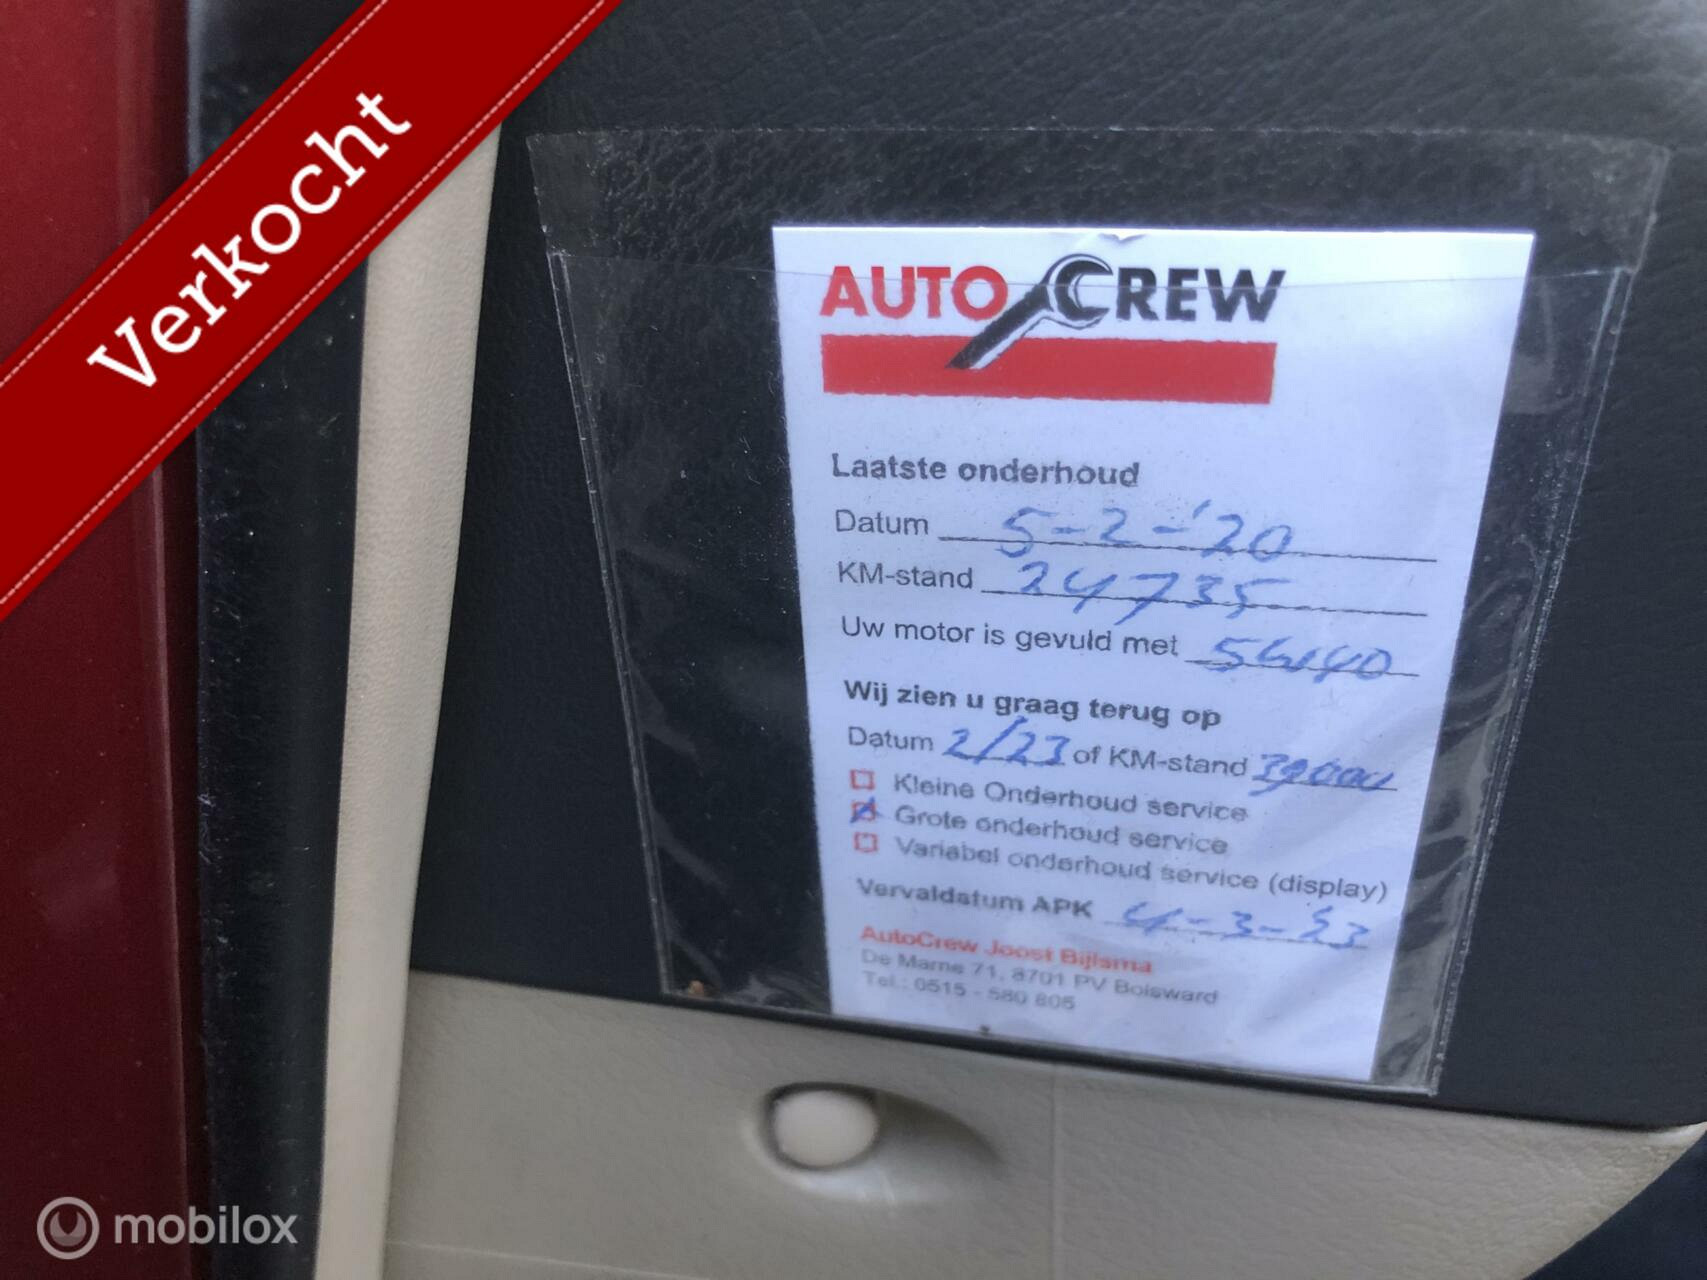 Verkocht
AUTO CREW
Laatste onderhoud
Datum 5-2-'20
KM-stand 24735
Uw motor is gevuld met
Wij zien u graag terug op
Datum 2/23 of KM-stand 39000
Kleine Onderhoud service
Grote onderhoud service
Variabel onderhoud service (display)
Vervaldatum APK 4-3-23
AutoCrew Joost Bijlsma
De Marne 71, 8701 PV Bolsward
Tel.: 0515 - 580 805
mobilox